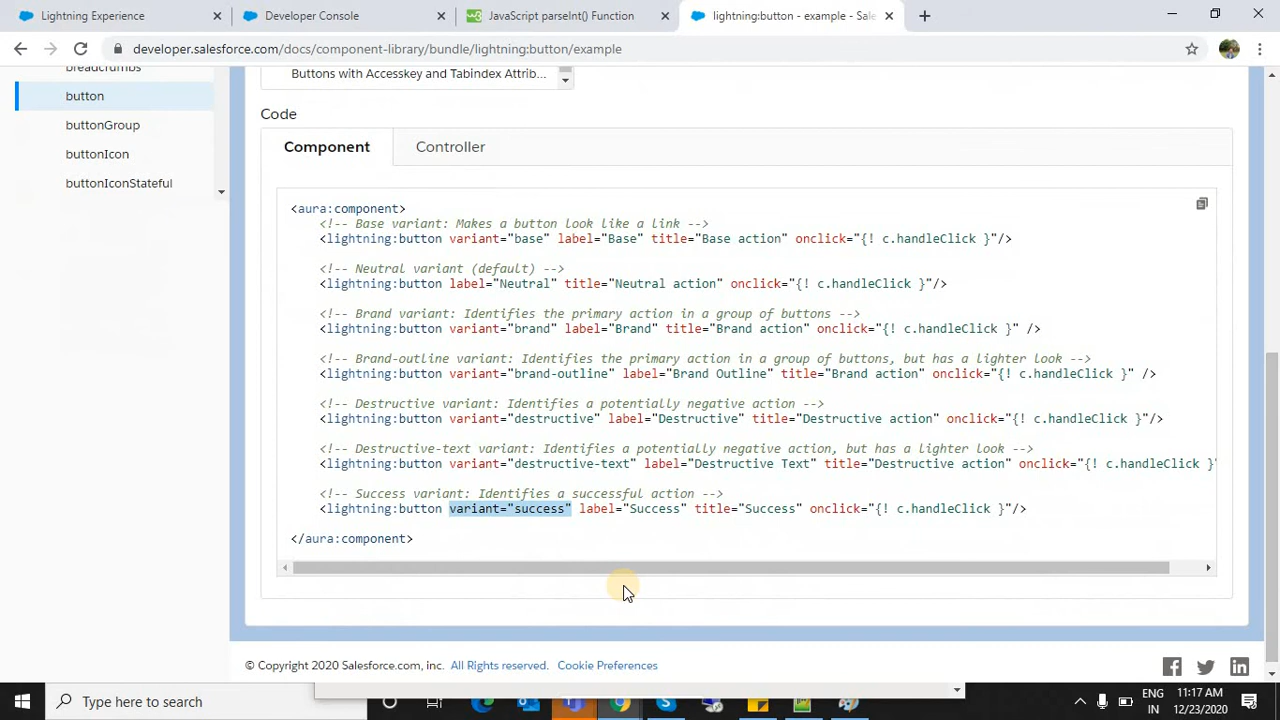 Lightning Experience
Developer Console
JavaScript parseInt() Function
lightning:button - example - Sale
developer.salesforce.com/docs/component-library/bundle/lightning:button/example
breadcrumbs
button
buttonGroup
buttonIcon
buttonIconStateful
Buttons with Accesskey and Tabindex Attrib...
Code
Component
Controller
<aura:component>
<!-- Base variant: Makes a button look like a link -->
<lightning:button variant="base" label="Base" title="Base action" onclick="{! c.handleClick }"/>
<!-- Neutral variant (default) -->
<lightning:button label="Neutral" title="Neutral action" onclick="{! c.handleClick }"/>
<!-- Brand variant: Identifies the primary action in a group of buttons -->
<lightning:button variant="brand" label="Brand" title="Brand action" onclick="{! c.handleClick }" />
<!-- Brand-outline variant: Identifies the primary action in a group of buttons, but has a lighter look -->
<lightning:button variant="brand-outline" label="Brand Outline" title="Brand action" onclick="{! c.handleClick }" />
<!-- Destructive variant: Identifies a potentially negative action -->
<lightning:button variant="destructive" label="Destructive" title="Destructive action" onclick="{! c.handleClick }"/>
<!-- Destructive-text variant: Identifies a potentially negative action, but has a lighter look -->
<lightning:button variant="destructive-text" label="Destructive Text" title="Destructive action" onclick="{! c.handleClick }"
<!-- Success variant: Identifies a successful action -->
<lightning:button variant="success" label="Success" title="Success" onclick="{! c.handleClick }"/>
</aura:component>
© Copyright 2020 Salesforce.com, inc. All Rights reserved. Cookie Preferences
Type here to search
ENG
IN
11:17 AM
12/23/2020